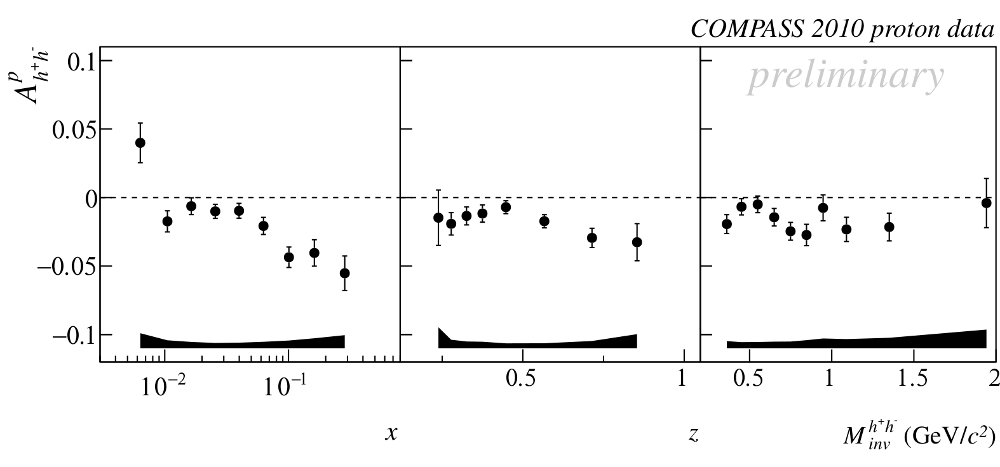 COMPASS 2010 proton data
A^p_{h⁺h⁻}
preliminary
0.1
0.05
0
−0.05
−0.1
10⁻² 10⁻¹ 0.5 1 0.5 1 1.5 2
x z M_{inv}^{h⁺h⁻} (GeV/c²)